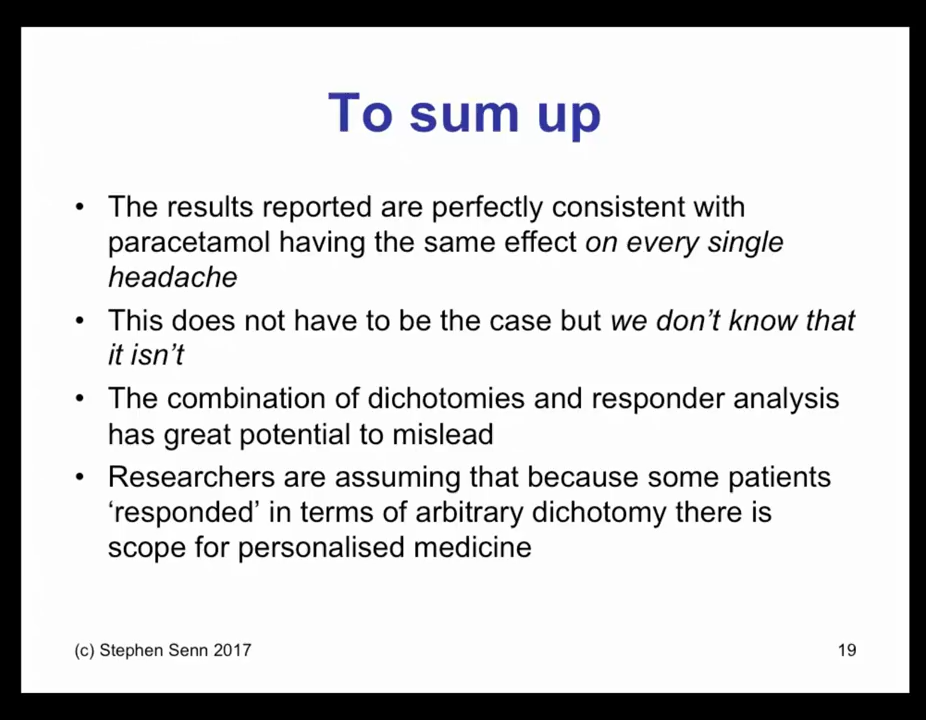 To sum up
• The results reported are perfectly consistent with
paracetamol having the same effect on every single
headache
• This does not have to be the case but we don't know that
it isn't
• The combination of dichotomies and responder analysis
has great potential to mislead
• Researchers are assuming that because some patients
‘responded’ in terms of arbitrary dichotomy there is
scope for personalised medicine
(c) Stephen Senn 2017
19